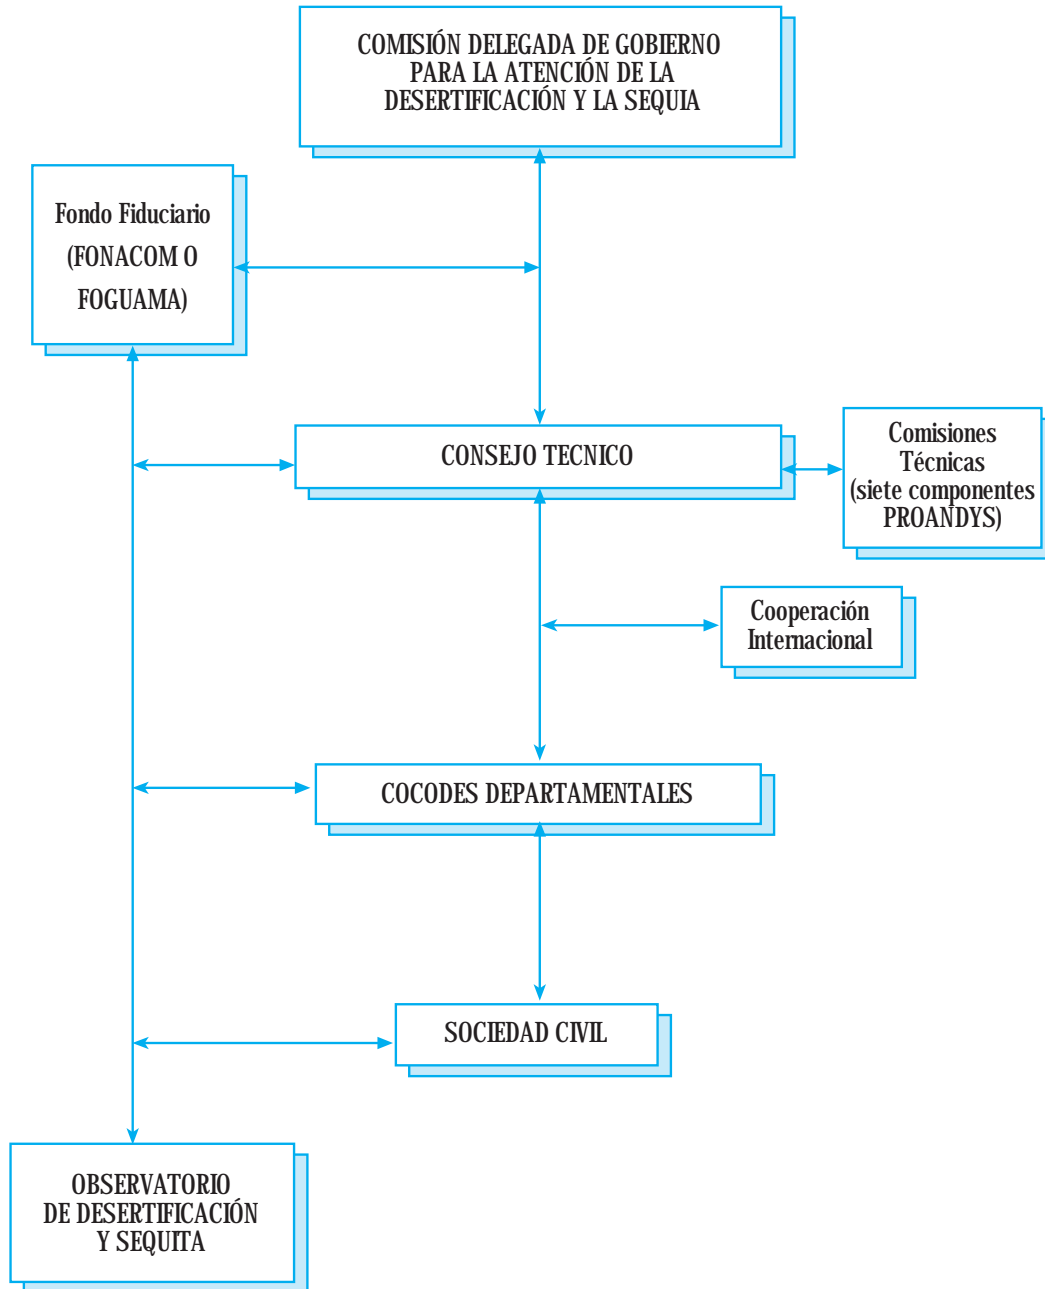 COMISIÓN DELEGADA DE GOBIERNO
PARA LA ATENCIÓN DE LA
DESERTIFICACIÓN Y LA SEQUIA
Fondo Fiduciario
(FONACOM O
FOGUAMA)
CONSEJO TECNICO
Comisiones
Técnicas
(siete componentes
PROANDYS)
Cooperación
Internacional
COCODES DEPARTAMENTALES
SOCIEDAD CIVIL
OBSERVATORIO
DE DESERTIFICACIÓN
Y SEQUITA